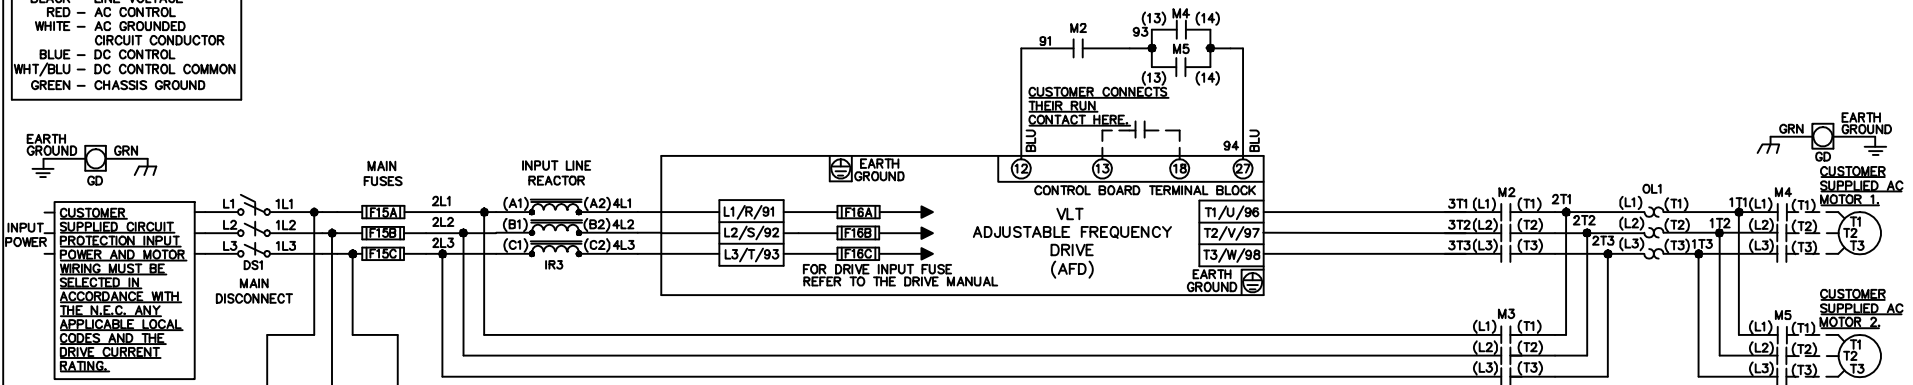 RED – AC CONTROL
WHITE – AC GROUNDED
CIRCUIT CONDUCTOR
BLUE – DC CONTROL
WHT/BLU – DC CONTROL COMMON
GREEN – CHASSIS GROUND
EARTH
GROUND
GRN
GD
INPUT
POWER
CUSTOMER
SUPPLIED CIRCUIT
PROTECTION INPUT
POWER AND MOTOR
WIRING MUST BE
SELECTED IN
ACCORDANCE WITH
THE N.E.C. ANY
APPLICABLE LOCAL
CODES AND THE
DRIVE CURRENT
RATING.
L1 1L1
L2 1L2
L3 1L3
DS1
MAIN
DISCONNECT
MAIN
FUSES
F15A
F15B
F15C
2L1
2L2
2L3
INPUT LINE
REACTOR
(A1) (A2) 4L1
(B1) (B2) 4L2
(C1) (C2) 4L3
IR3
L1/R/91
L2/S/92
L3/T/93
F16A
F16B
F16C
FOR DRIVE INPUT FUSE
REFER TO THE DRIVE MANUAL
EARTH
GROUND
91
M2
93
(13) M4 (14)
M5
(13) (14)
CUSTOMER CONNECTS
THEIR RUN
CONTACT HERE.
BLU
94
BLU
12
13
18
27
CONTROL BOARD TERMINAL BLOCK
VLT
ADJUSTABLE FREQUENCY
DRIVE
(AFD)
T1/U/96
T2/V/97
T3/W/98
EARTH
GROUND
M2
3T1 (L1) (T1) 2T1
3T2 (L2) (T2) 2T2
3T3 (L3) (T3) 2T3
OL1
(L1) (T1) 1T1
(L2) (T2) 1T2
(L3) (T3) 1T3
M4
(L1) (T1)
(L2) (T2)
(L3) (T3)
GRN
GD
EARTH
GROUND
CUSTOMER
SUPPLIED AC
MOTOR 1.
T1
T2
T3
M3
(L1) (T1)
(L2) (T2)
(L3) (T3)
M5
(L1) (T1)
(L2) (T2)
(L3) (T3)
CUSTOMER
SUPPLIED AC
MOTOR 2.
T1
T2
T3